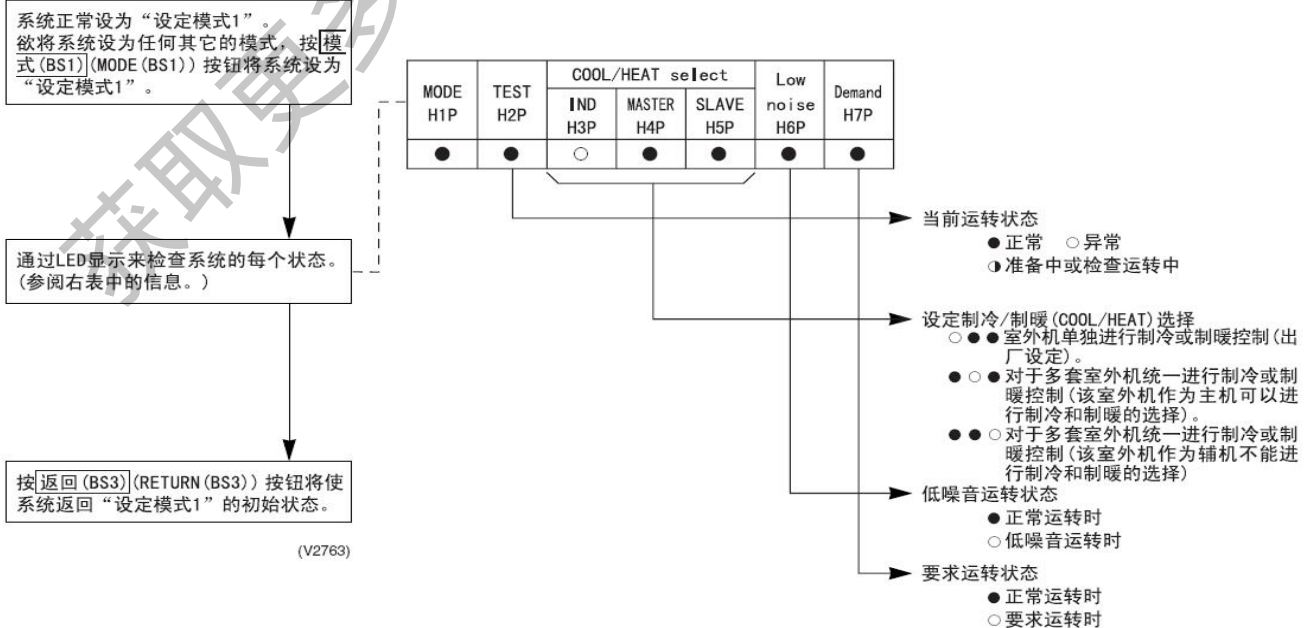 系统正常设为“设定模式1”。
欲将系统设为任何其它的模式，按模
式(BS1)(MODE(BS1))按钮将系统设为
“设定模式1”。
通过LED显示来检查系统的每个状态。
(参阅右表中的信息。)
按返回(BS3)(RETURN(BS3))按钮将使
系统返回“设定模式1”的初始状态。
(V2763)
MODE
H1P
TEST
H2P
COOL/HEAT select
IND
H3P
MASTER
H4P
SLAVE
H5P
Low
noise
H6P
Demand
H7P
● ● ○ ● ● ● ●
当前运转状态
●正常 ○异常
◑准备中或检查运转中
设定制冷/制暖(COOL/HEAT)选择
○●●室外机单独进行制冷或制暖控制(出
厂设定)。
●○●对于多套室外机统一进行制冷或制
暖控制(该室外机作为主机可以进
行制冷和制暖的选择)。
●●○对于多套室外机统一进行制冷或制
暖控制(该室外机作为辅机不能进
行制冷和制暖的选择)
低噪音运转状态
●正常运转时
○低噪音运转时
要求运转状态
●正常运转时
○要求运转时
获取更多